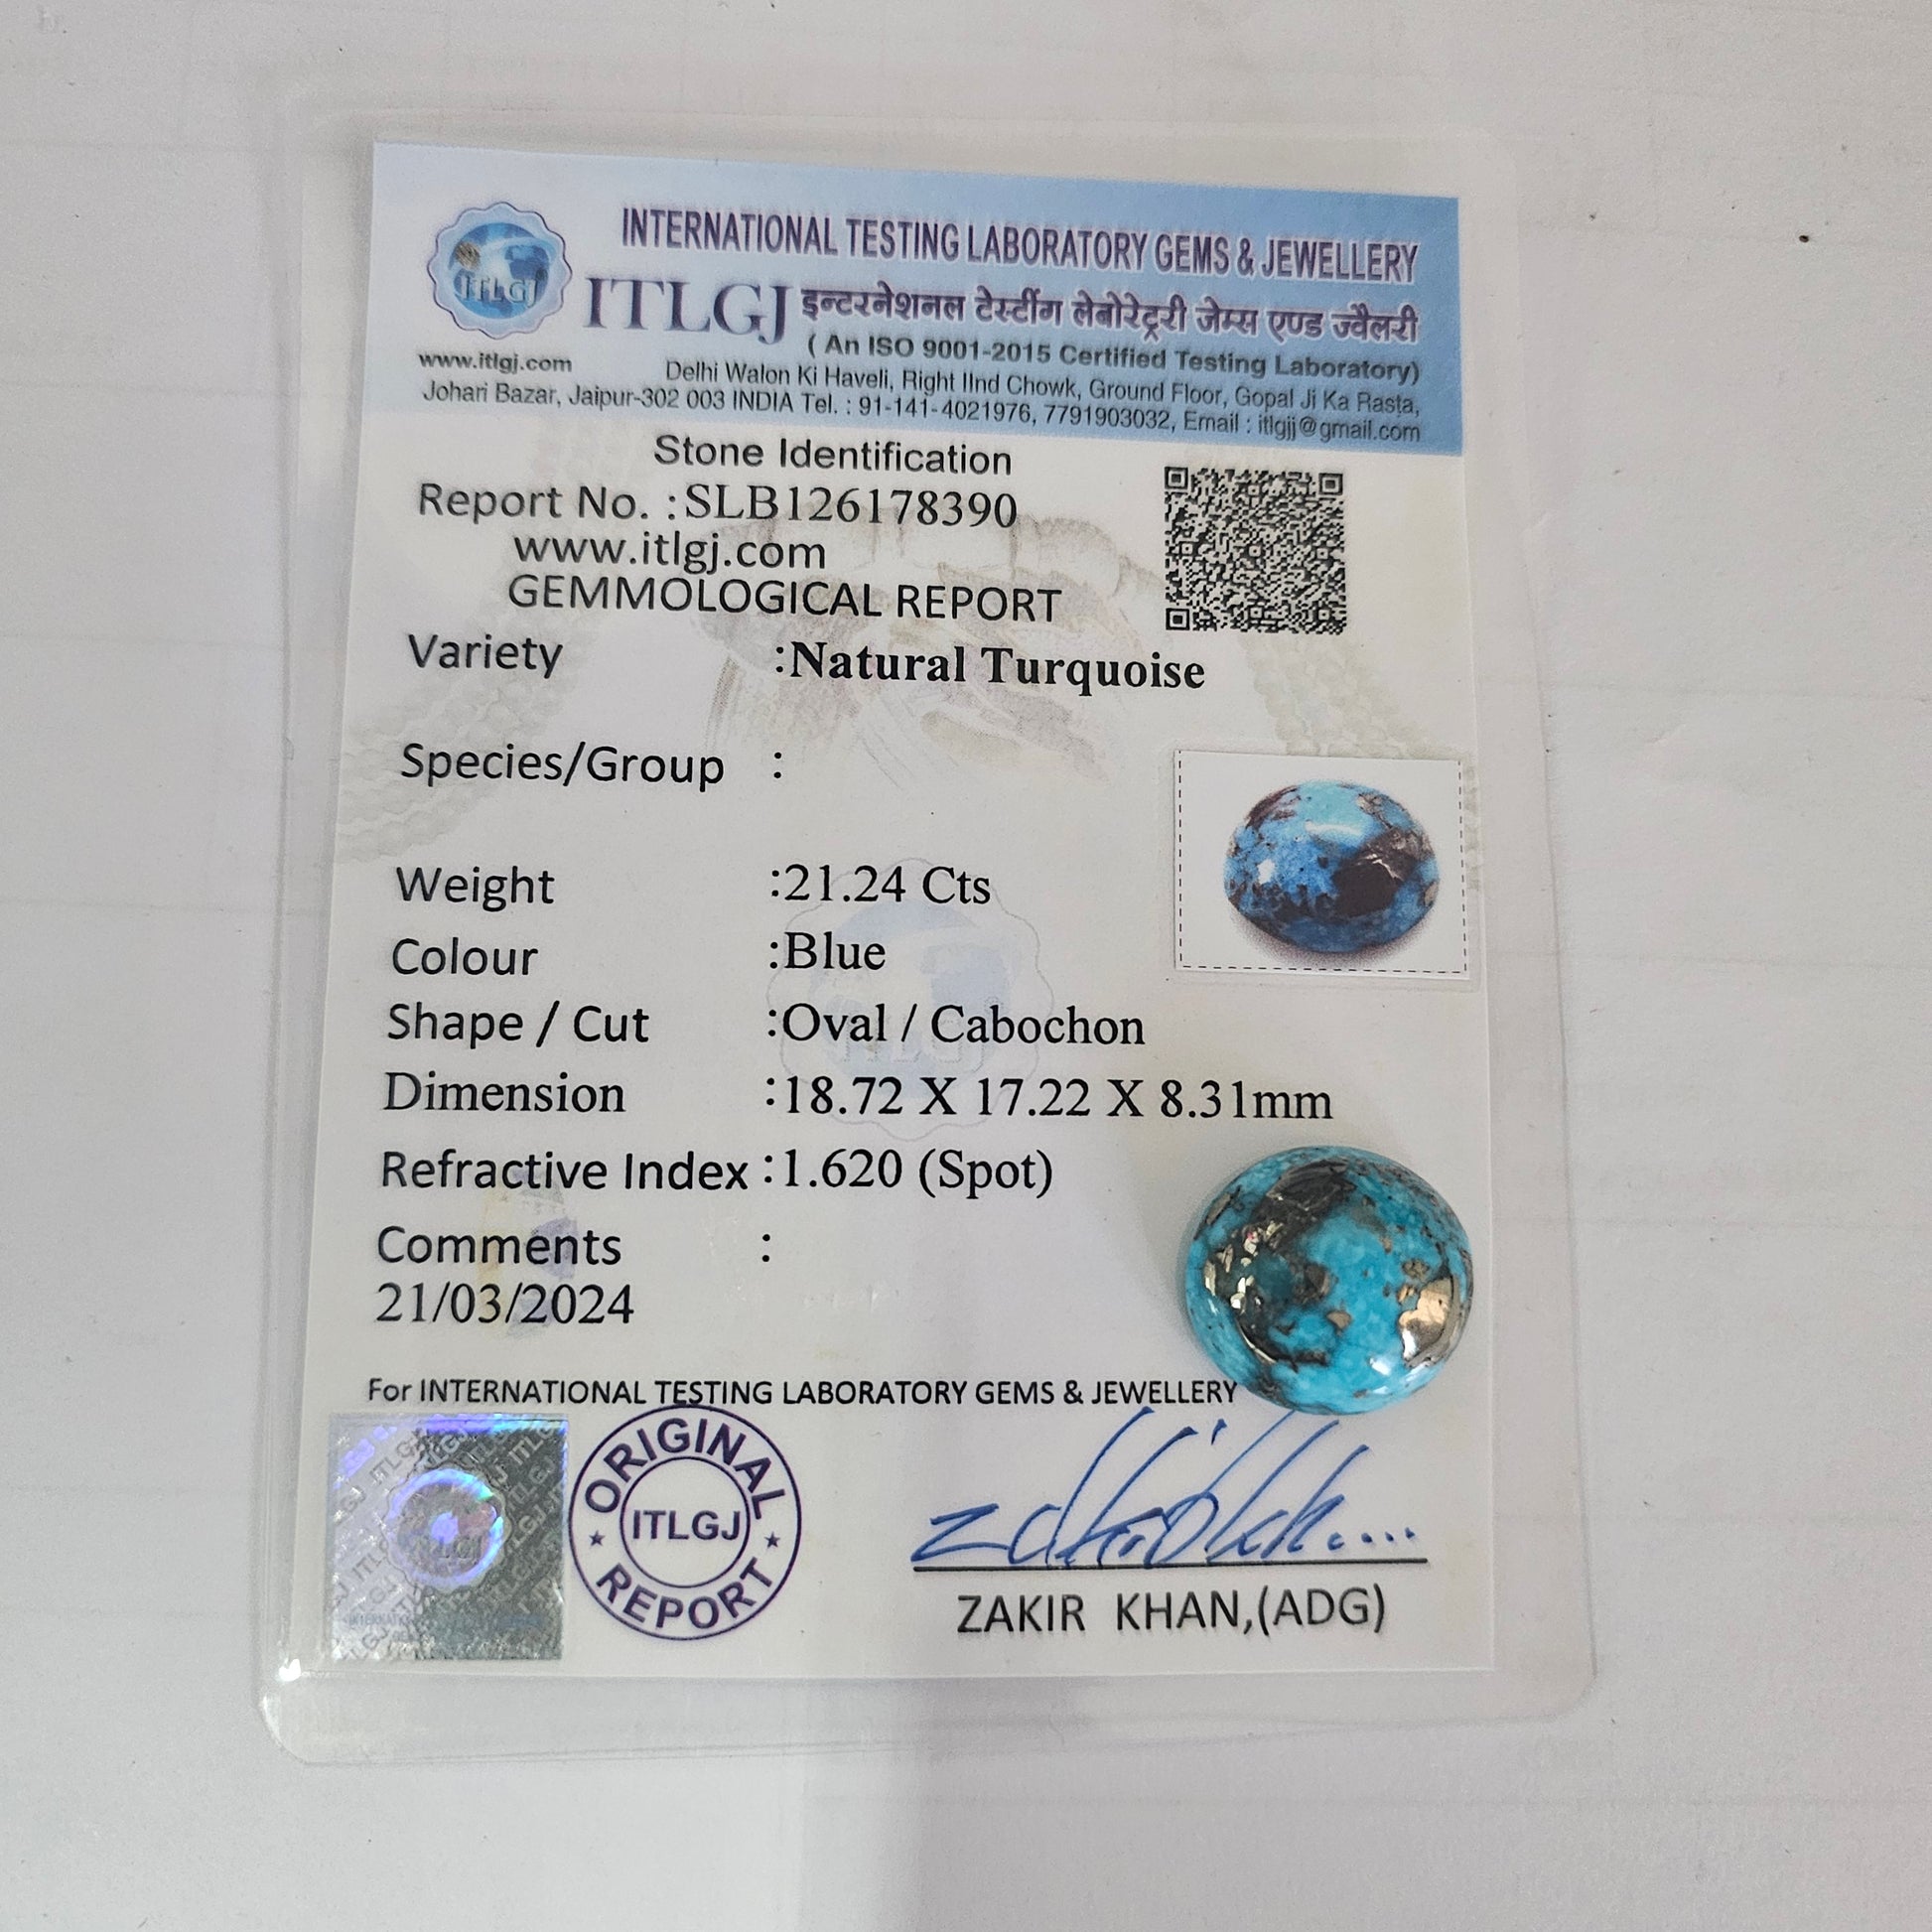 INTERNATIONAL TESTING LABORATORY GEMS & JEWELLERY
ITLGJ
ITLGJ इन्टरनेशनल टेस्टींग लेबोरेट्ररी जेम्स एण्ड ज्वैलरी
( An ISO 9001-2015 Certified Testing Laboratory)
www.itlgj.com
Delhi Walon Ki Haveli, Right IInd Chowk, Ground Floor, Gopal Ji Ka Rasta,
Johari Bazar, Jaipur-302 003 INDIA Tel. : 91-141-4021976, 7791903032, Email : itlgjj@gmail.com
Stone Identification
Report No. :SLB126178390
www.itlgj.com
GEMMOLOGICAL REPORT
Variety :Natural Turquoise
Species/Group :
Weight :21.24 Cts
Colour :Blue
Shape / Cut :Oval / Cabochon
Dimension :18.72 X 17.22 X 8.31mm
Refractive Index :1.620 (Spot)
Comments :
21/03/2024
For INTERNATIONAL TESTING LABORATORY GEMS & JEWELLERY
ORIGINAL
ITLGJ
REPORT
ZAKIR KHAN,(ADG)